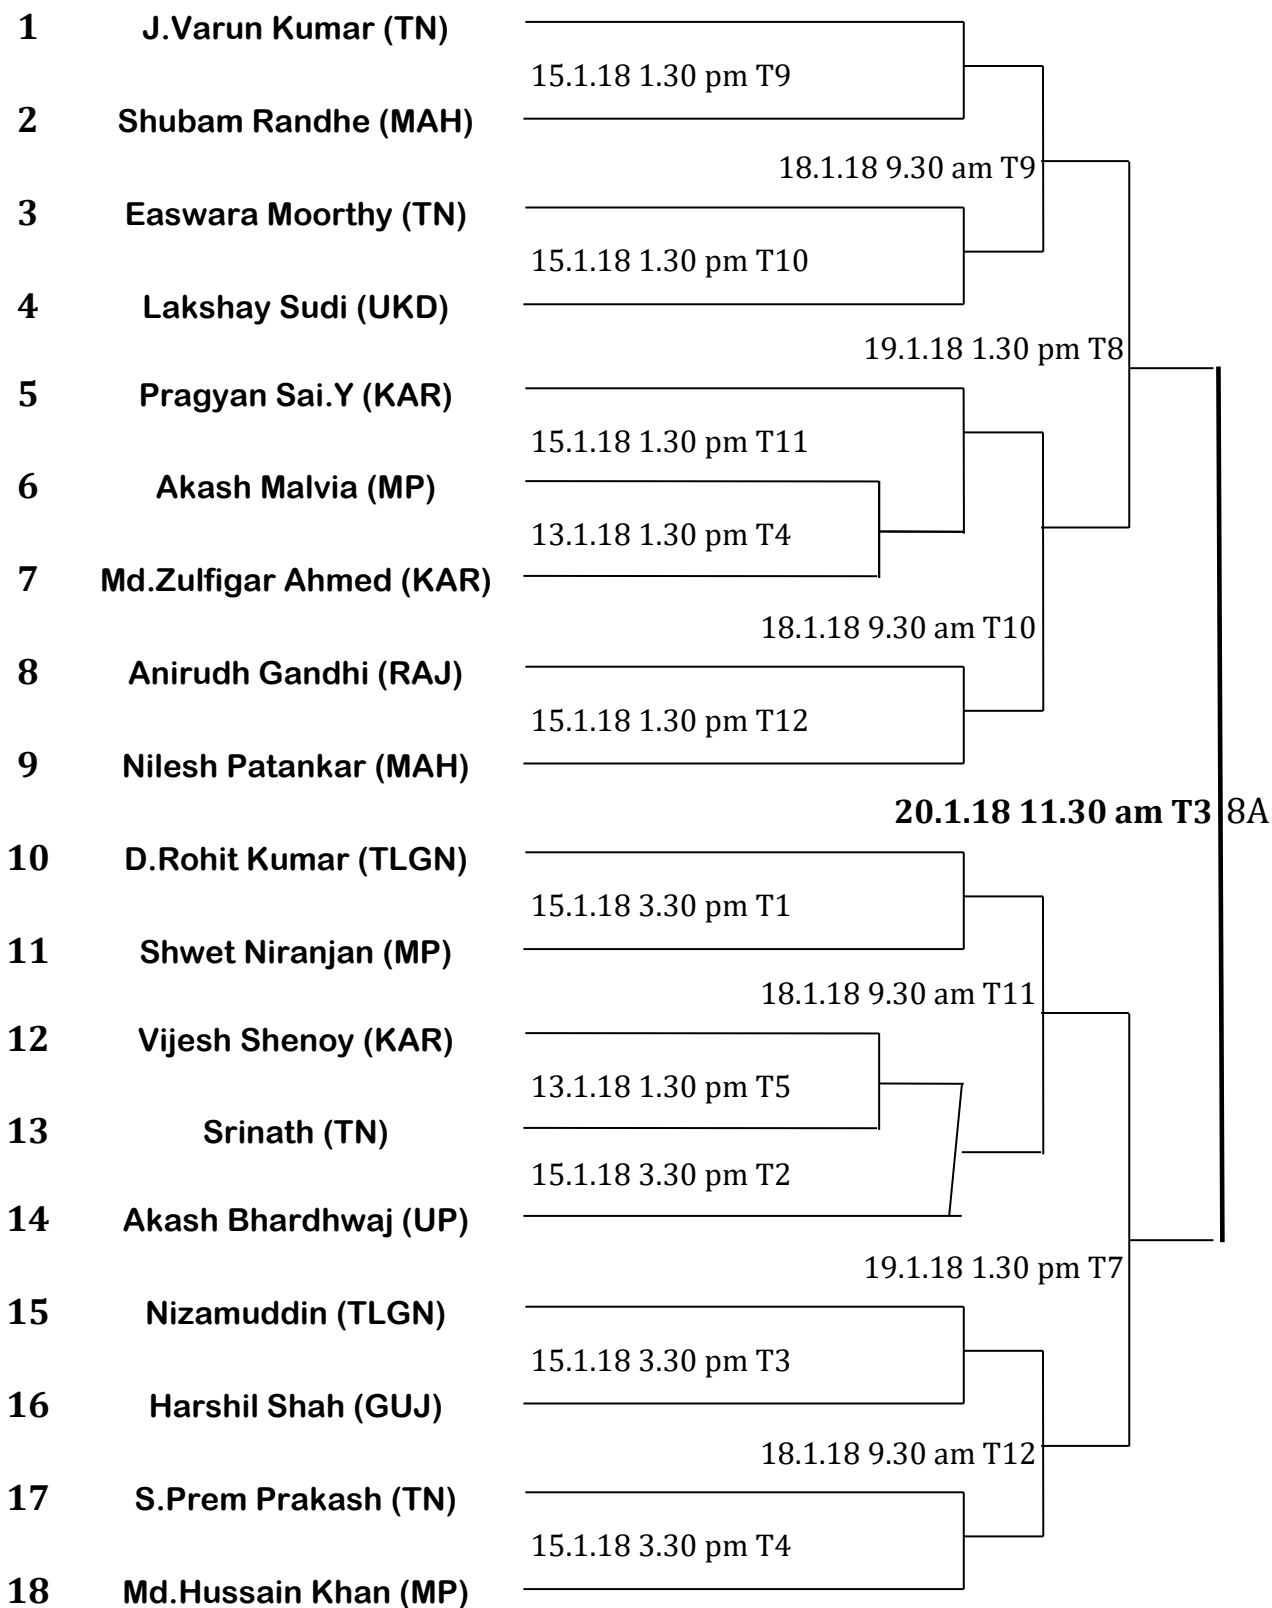 1 J.Varun Kumar (TN)
15.1.18 1.30 pm T9
2 Shubam Randhe (MAH)
18.1.18 9.30 am T9
3 Easwara Moorthy (TN)
15.1.18 1.30 pm T10
4 Lakshay Sudi (UKD)
19.1.18 1.30 pm T8
5 Pragyan Sai.Y (KAR)
15.1.18 1.30 pm T11
6 Akash Malvia (MP)
13.1.18 1.30 pm T4
7 Md.Zulfigar Ahmed (KAR)
18.1.18 9.30 am T10
8 Anirudh Gandhi (RAJ)
15.1.18 1.30 pm T12
9 Nilesh Patankar (MAH)
20.1.18 11.30 am T3 8A
10 D.Rohit Kumar (TLGN)
15.1.18 3.30 pm T1
11 Shwet Niranjan (MP)
18.1.18 9.30 am T11
12 Vijesh Shenoy (KAR)
13.1.18 1.30 pm T5
13 Srinath (TN)
15.1.18 3.30 pm T2
14 Akash Bhardhwaj (UP)
19.1.18 1.30 pm T7
15 Nizamuddin (TLGN)
15.1.18 3.30 pm T3
16 Harshil Shah (GUJ)
18.1.18 9.30 am T12
17 S.Prem Prakash (TN)
15.1.18 3.30 pm T4
18 Md.Hussain Khan (MP)